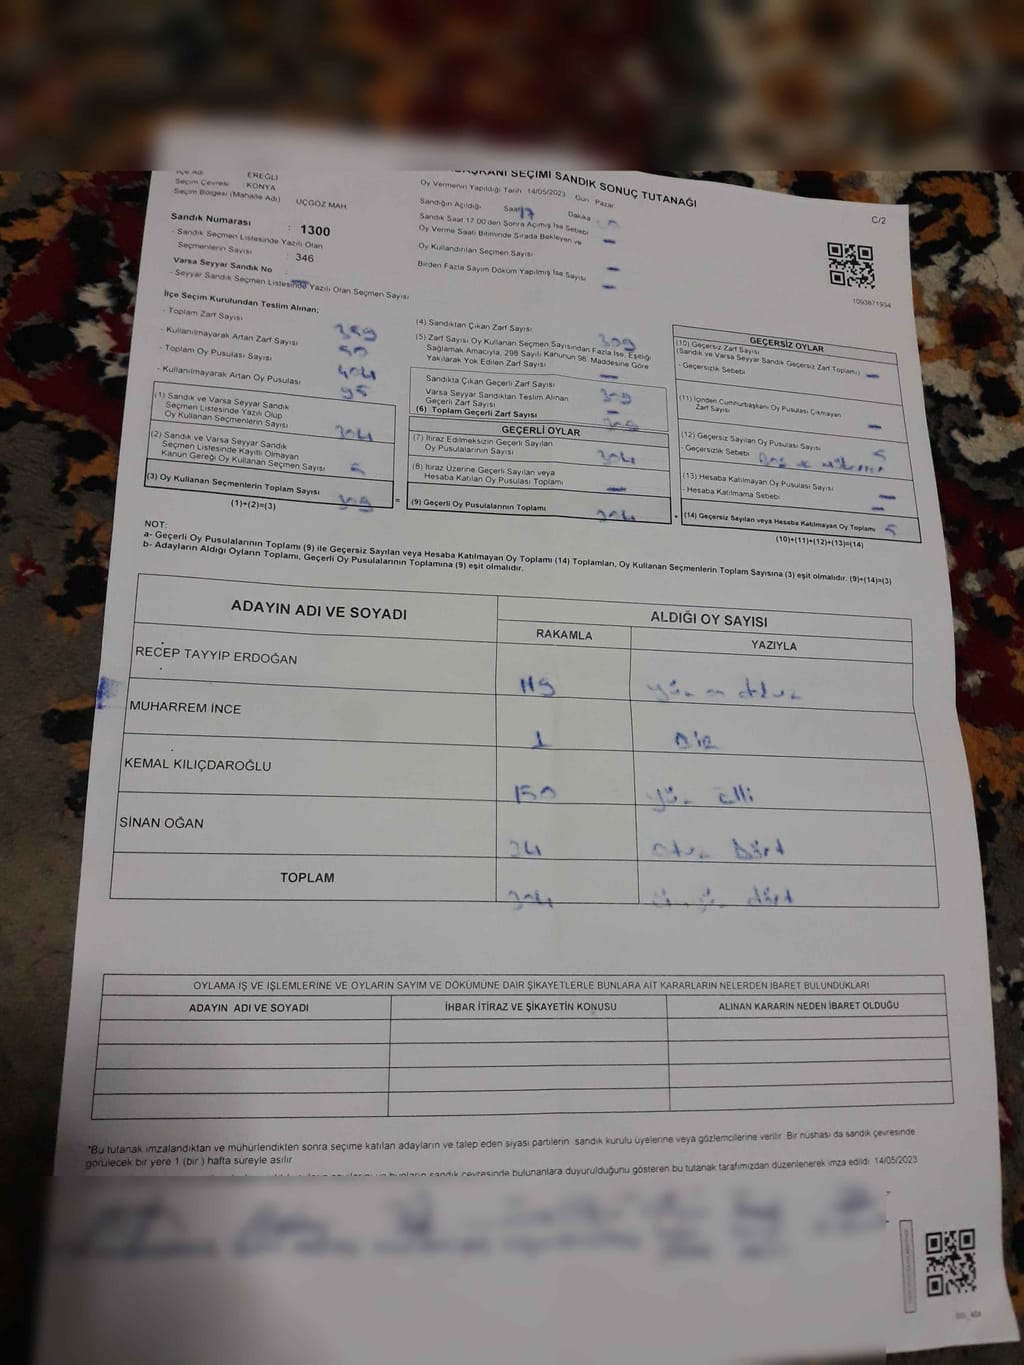 EREĞLİ
Seçim Çevresi : KONYA
Seçim Bölgesi (Mahalle Adı) UÇGÖZ MAH.
Sandık Numarası : 1300
- Sandık Seçmen Listesinde Yazılı Olan Seçmenlerin Sayısı : 346
Varsa Seyyar Sandık No
- Seyyar Sandık Seçmen Listesinde Yazılı Olan Seçmen Sayısı
SEÇİMİ SANDIK SONUÇ TUTANAĞI
C/2
Oy Vermenin Yapıldığı Tarih 14/05/2023 Gün Pazar
Sandığın Açıldığı Saat 17 Dakika
Sandık Saat 17.00'den Sonra Açılmış İse Sebebi
Oy Verme Saati Bitiminde Sırada Bekleyen ve
Oy Kullandırılan Seçmen Sayısı
Birden Fazla Sayım Döküm Yapılmış İse Sayısı
1093871934
İlçe Seçim Kurulundan Teslim Alınan;
- Toplam Zarf Sayısı
- Kullanılmayarak Artan Zarf Sayısı
- Toplam Oy Pusulası Sayısı 404
- Kullanılmayarak Artan Oy Pusulası 95
(1) Sandık ve Varsa Seyyar Sandık
Seçmen Listesinde Yazılı Olup
Oy Kullanan Seçmenlerin Sayısı 304
(2) Sandık ve Varsa Seyyar Sandık
Seçmen Listesinde Kayıtlı Olmayan
Kanun Gereği Oy Kullanan Seçmen Sayısı 5
(3) Oy Kullanan Seçmenlerin Toplam Sayısı 309
(1)+(2)=(3)
(4) Sandıktan Çıkan Zarf Sayısı 309
(5) Zarf Sayısı Oy Kullanan Seçmen Sayısından Fazla İse, Eşitliği
Sağlamak Amacıyla, 298 Sayılı Kanunun 98. Maddesine Göre
Yakılarak Yok Edilen Zarf Sayısı
Sandıkta Çıkan Geçerli Zarf Sayısı 309
Varsa Seyyar Sandıktan Teslim Alınan
Geçerli Zarf Sayısı
(6) Toplam Geçerli Zarf Sayısı 309
GEÇERLİ OYLAR
(7) İtiraz Edilmeksizin Geçerli Sayılan
Oy Pusulalarının Sayısı 304
(8) İtiraz Üzerine Geçerli Sayılan veya
Hesaba Katılan Oy Pusulası Toplamı
(9) Geçerli Oy Pusulalarının Toplamı 304
GEÇERSİZ OYLAR
(10) Geçersiz Zarf Sayısı
(Sandık ve Varsa Seyyar Sandık Geçersiz Zarf Toplamı)
- Geçersizlik Sebebi
(11) İçinden Cumhurbaşkanı Oy Pusulası Çıkmayan
Zarf Sayısı
(12) Geçersiz Sayılan Oy Pusulası Sayısı 5
- Geçersizlik Sebebi
(13) Hesaba Katılmayan Oy Pusulası Sayısı
- Hesaba Katılmama Sebebi
(14) Geçersiz Sayılan veya Hesaba Katılmayan Oy Toplamı 5
(10)+(11)+(12)+(13)=(14)
NOT:
a- Geçerli Oy Pusulalarının Toplamı (9) ile Geçersiz Sayılan veya Hesaba Katılmayan Oy Toplamı (14) Toplamları, Oy Kullanan Seçmenlerin Toplam Sayısına (3) eşit olmalıdır. (9)+(14)=(3)
b- Adayların Aldığı Oyların Toplamı, Geçerli Oy Pusulalarının Toplamına (9) eşit olmalıdır.
ADAYIN ADI VE SOYADI ALDIĞI OY SAYISI
RAKAMLA YAZIYLA
RECEP TAYYİP ERDOĞAN 119 yüz on dokuz
MUHARREM İNCE 1 Bir
KEMAL KILIÇDAROĞLU 150 yüz Elli
SİNAN OĞAN 34 otuz Dört
TOPLAM 304 üç yüz dört
OYLAMA İŞ VE İŞLEMLERİNE VE OYLARIN SAYIM VE DÖKÜMÜNE DAİR ŞİKAYETLERLE BUNLARA AİT KARARLARIN NELERDEN İBARET BULUNDUKLARI
ADAYIN ADI VE SOYADI İHBAR İTİRAZ VE ŞİKAYETİN KONUSU ALINAN KARARIN NEDEN İBARET OLDUĞU
*Bu tutanak imzalandıktan ve mühürlendikten sonra seçime katılan adayların ve talep eden siyasi partilerin sandık kurulu üyelerine veya gözlemcilerine verilir. Bir nüshası da sandık çevresinde
görülecek bir yere 1 (bir) hafta süreyle asılır
sandık çevresinde bulunanlara duyurulduğunu gösteren bu tutanak tarafımızdan düzenlenerek imza edildi. 14/05/2023